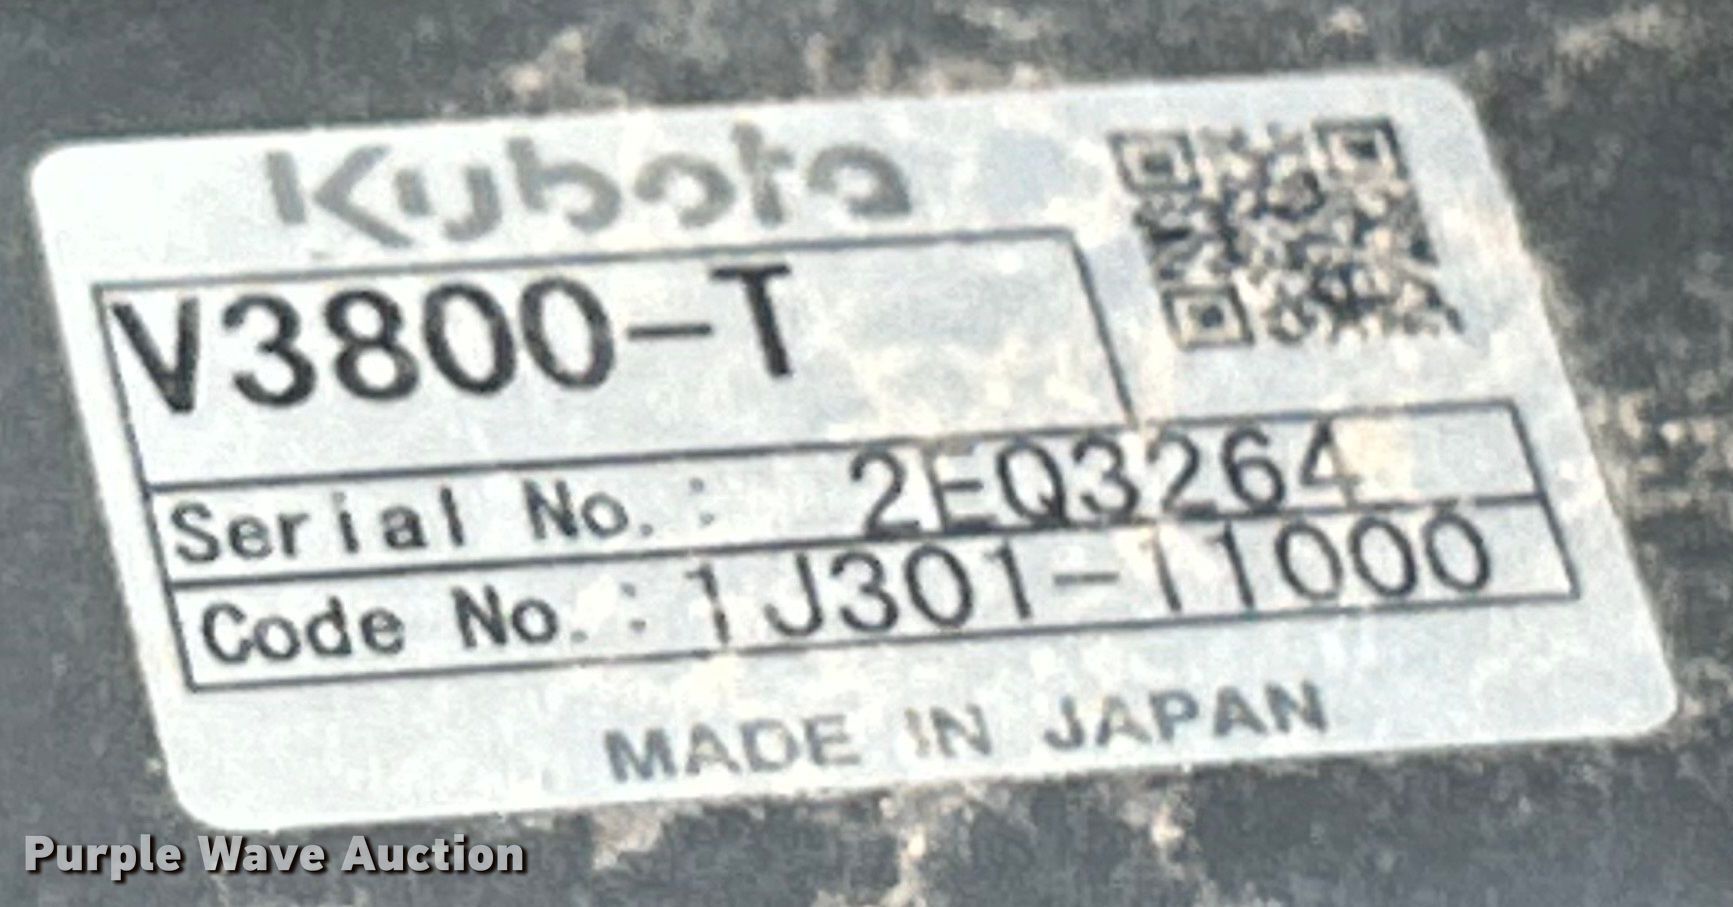 Kubota
V3800-T
Serial No.: 2EQ3264
Code No.: 1J301-11000
MADE IN JAPAN
Purple Wave Auction